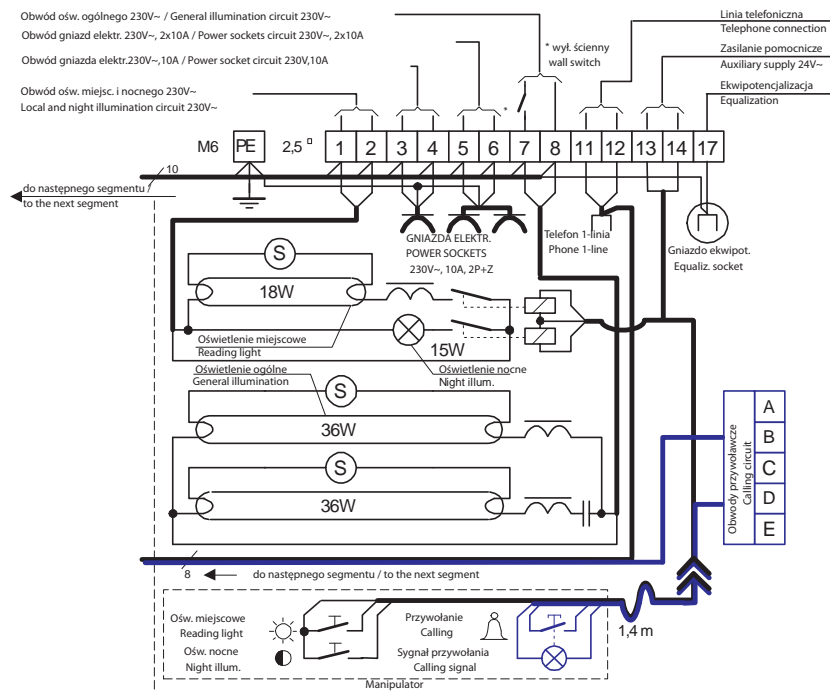 Obwód ośw. ogólnego 230V~ / General illumination circuit 230V~
Obwód gniazd elektr. 230V~, 2x10A / Power sockets circuit 230V~, 2x10A
Obwód gniazda elektr.230V~,10A / Power socket circuit 230V,10A
Obwód ośw. miejsc. i nocnego 230V~
Local and night illumination circuit 230V~
* wył. ścienny
wall switch
*
Linia telefoniczna
Telephone connection
Zasilanie pomocnicze
Auxiliary supply 24V~
Ekwipotencjalizacja
Equalization
M6 PE 2,5 1 2 3 4 5 6 7 8 11 12 13 14 17
10
do następnego segmentu /
to the next segment
GNIAZDA ELEKTR.
POWER SOCKETS
230V~, 10A, 2P+Z
Telefon 1-linia
Phone 1-line
Gniazdo ekwipot.
Equaliz. socket
S
18W
Oświetlenie miejscowe
Reading light
15W
Oświetlenie nocne
Night illum.
Oświetlenie ogólne
General illumination
S
36W
S
36W
Obwody przywoławcze
Calling circuit
A
B
C
D
E
8
do następnego segmentu / to the next segment
Ośw. miejscowe
Reading light
Ośw. nocne
Night illum.
Przywołanie
Calling
Sygnał przywołania
Calling signal
1,4 m
Manipulator